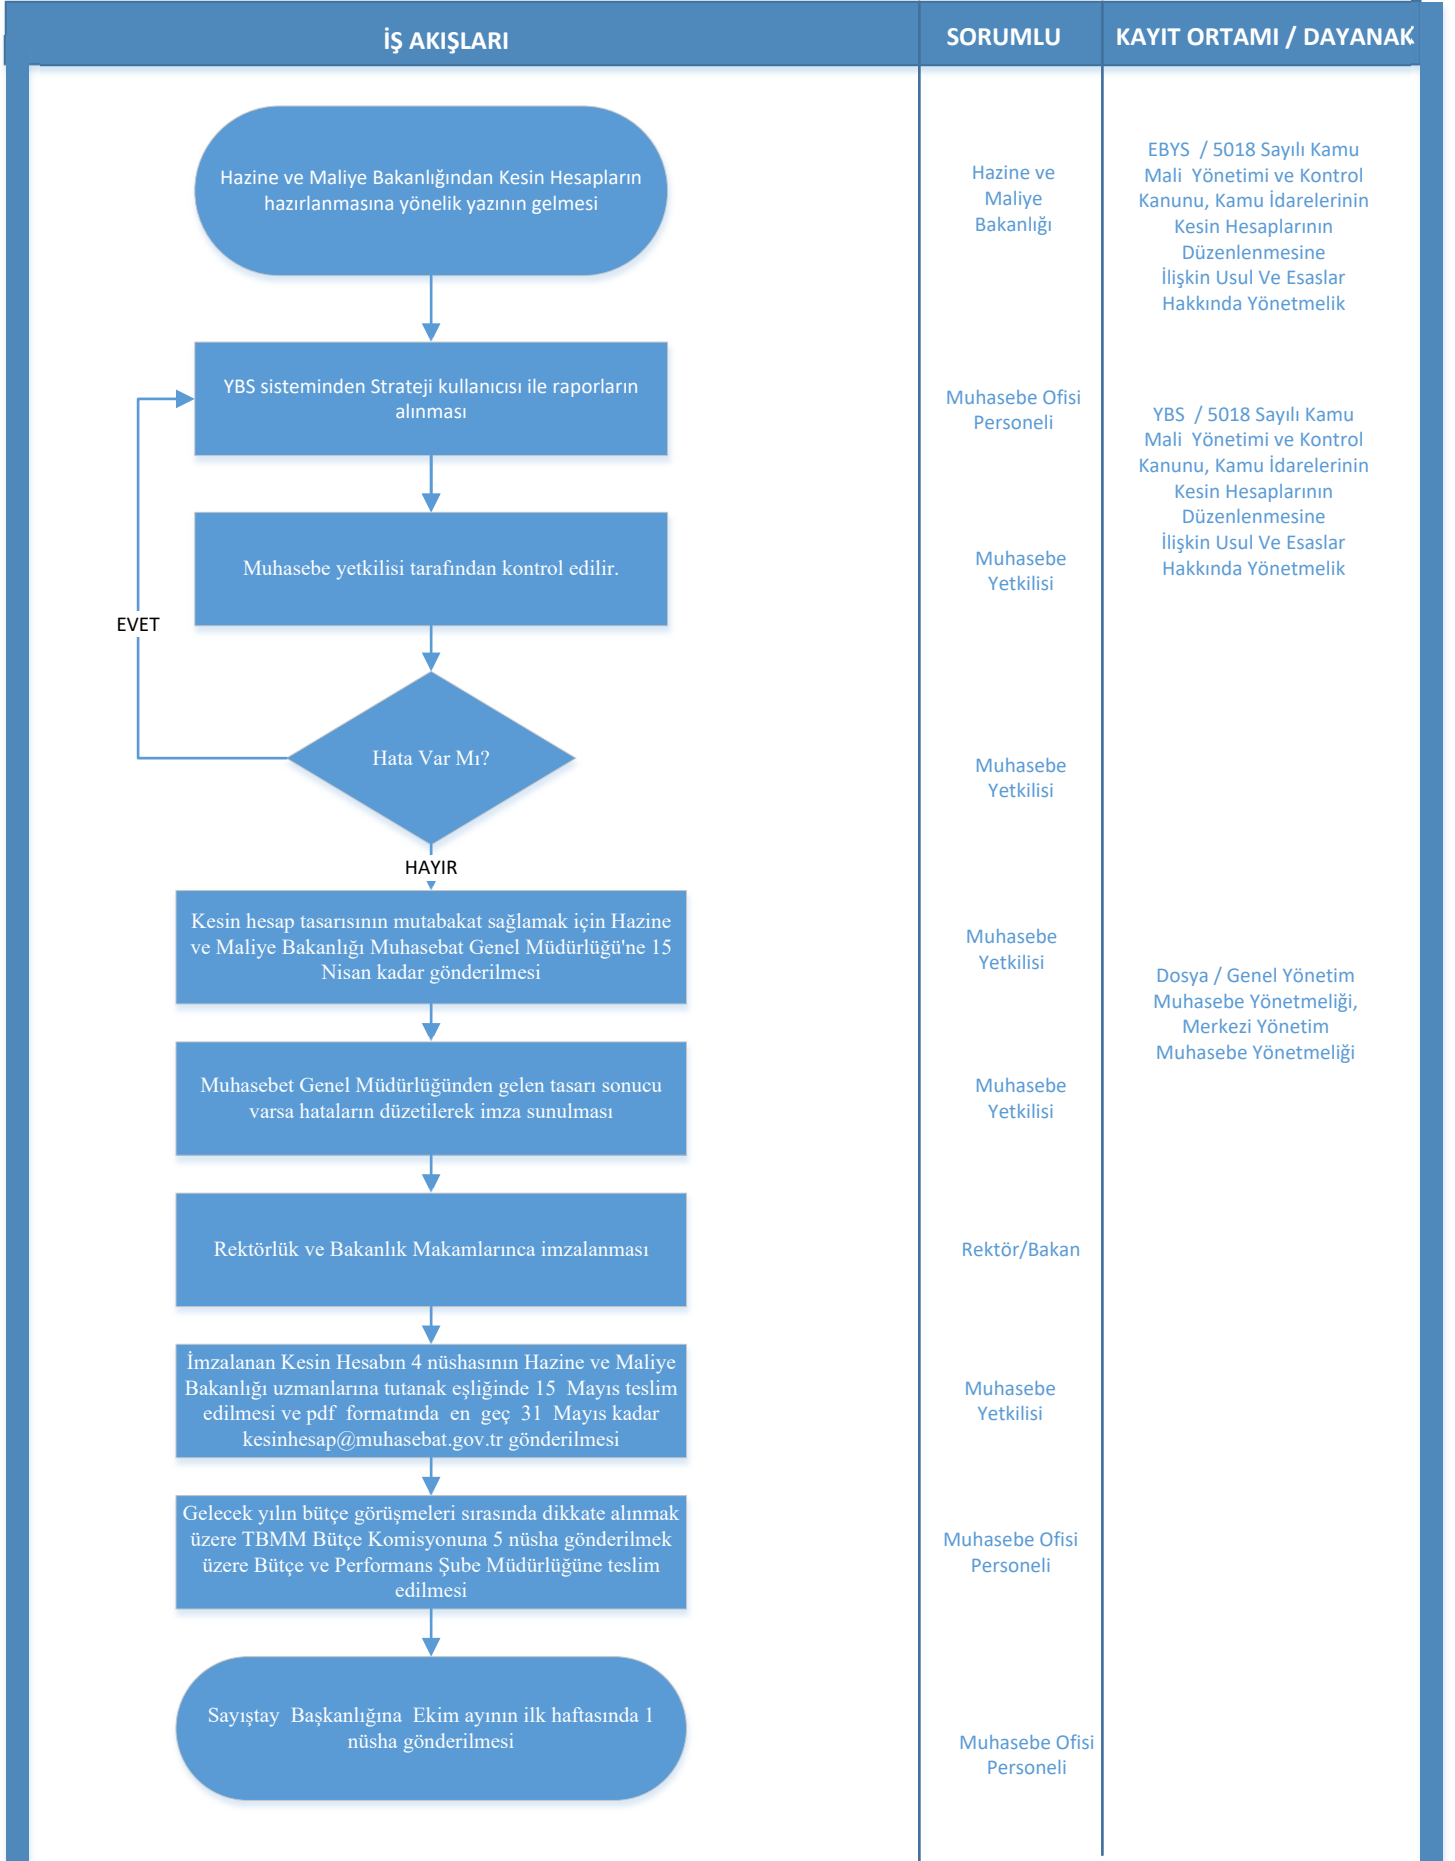 İŞ AKIŞLARI
SORUMLU
KAYIT ORTAMI / DAYANAK
Hazine ve Maliye Bakanlığından Kesin Hesapların
hazırlanmasına yönelik yazının gelmesi
Hazine ve
Maliye
Bakanlığı
EBYS / 5018 Sayılı Kamu
Mali Yönetimi ve Kontrol
Kanunu, Kamu İdarelerinin
Kesin Hesaplarının
Düzenlenmesine
İlişkin Usul Ve Esaslar
Hakkında Yönetmelik
YBS sisteminden Strateji kullanıcısı ile raporların
alınması
Muhasebe Ofisi
Personeli
YBS / 5018 Sayılı Kamu
Mali Yönetimi ve Kontrol
Kanunu, Kamu İdarelerinin
Kesin Hesaplarının
Düzenlenmesine
İlişkin Usul Ve Esaslar
Hakkında Yönetmelik
Muhasebe yetkilisi tarafından kontrol edilir.
Muhasebe
Yetkilisi
EVET
Hata Var Mı?
Muhasebe
Yetkilisi
HAYIR
Kesin hesap tasarısının mutabakat sağlamak için Hazine
ve Maliye Bakanlığı Muhasebat Genel Müdürlüğü'ne 15
Nisan kadar gönderilmesi
Muhasebe
Yetkilisi
Dosya / Genel Yönetim
Muhasebe Yönetmeliği,
Merkezi Yönetim
Muhasebe Yönetmeliği
Muhasebet Genel Müdürlüğünden gelen tasarı sonucu
varsa hataların düzetilerek imza sunulması
Muhasebe
Yetkilisi
Rektörlük ve Bakanlık Makamlarınca imzalanması
Rektör/Bakan
İmzalanan Kesin Hesabın 4 nüshasının Hazine ve Maliye
Bakanlığı uzmanlarına tutanak eşliğinde 15 Mayıs teslim
edilmesi ve pdf formatında en geç 31 Mayıs kadar
kesinhesap@muhasebat.gov.tr gönderilmesi
Muhasebe
Yetkilisi
Gelecek yılın bütçe görüşmeleri sırasında dikkate alınmak
üzere TBMM Bütçe Komisyonuna 5 nüsha gönderilmek
üzere Bütçe ve Performans Şube Müdürlüğüne teslim
edilmesi
Muhasebe Ofisi
Personeli
Sayıştay Başkanlığına Ekim ayının ilk haftasında 1
nüsha gönderilmesi
Muhasebe Ofisi
Personeli